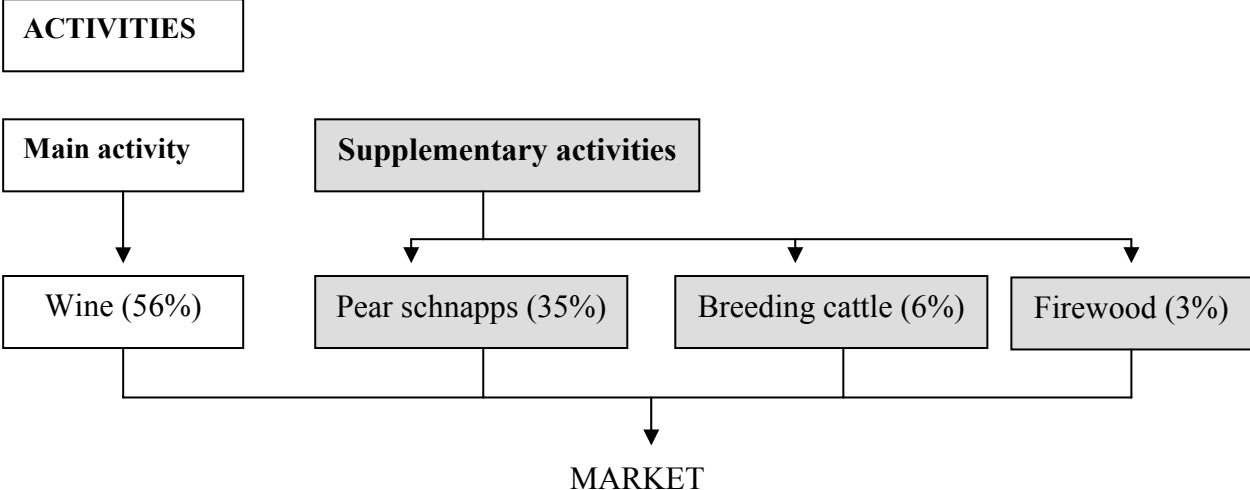 ACTIVITIES
Main activity
Supplementary activities
Wine (56%)
Pear schnapps (35%)
Breeding cattle (6%)
Firewood (3%)
MARKET